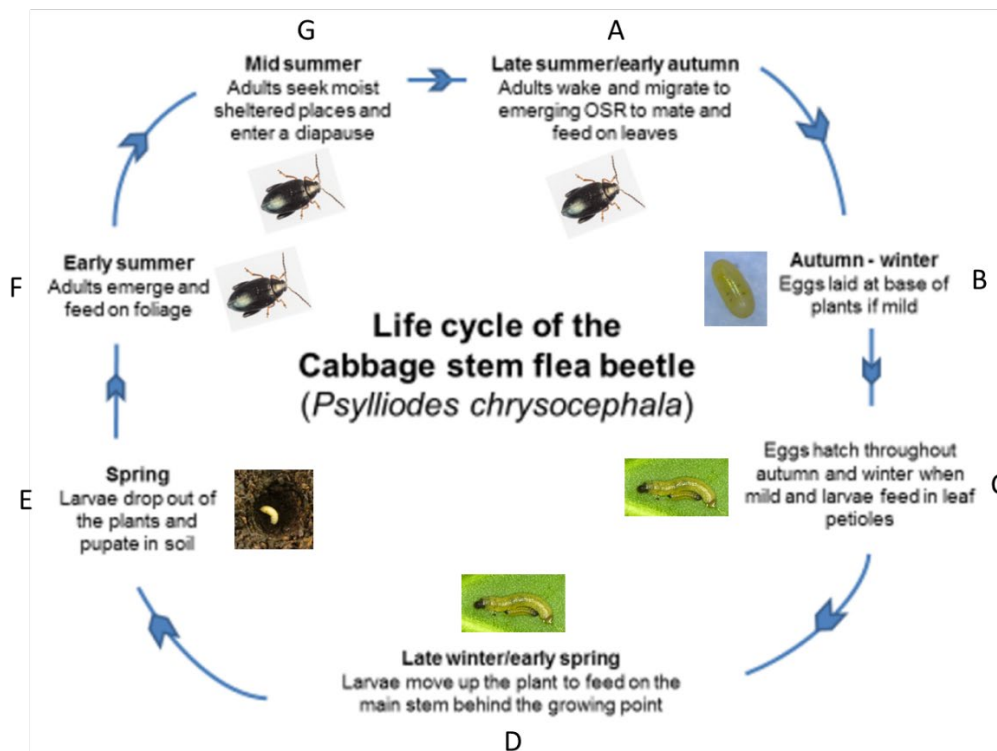 G
Mid summer
Adults seek moist
sheltered places and
enter a diapause
A
Late summer/early autumn
Adults wake and migrate to
emerging OSR to mate and
feed on leaves
B
Autumn - winter
Eggs laid at base of
plants if mild
Life cycle of the
Cabbage stem flea beetle
(Psylliodes chrysocephala)
C
Eggs hatch throughout
autumn and winter when
mild and larvae feed in leaf
petioles
Late winter/early spring
Larvae move up the plant to feed on the
main stem behind the growing point
D
E
Spring
Larvae drop out of
the plants and
pupate in soil
F
Early summer
Adults emerge and
feed on foliage